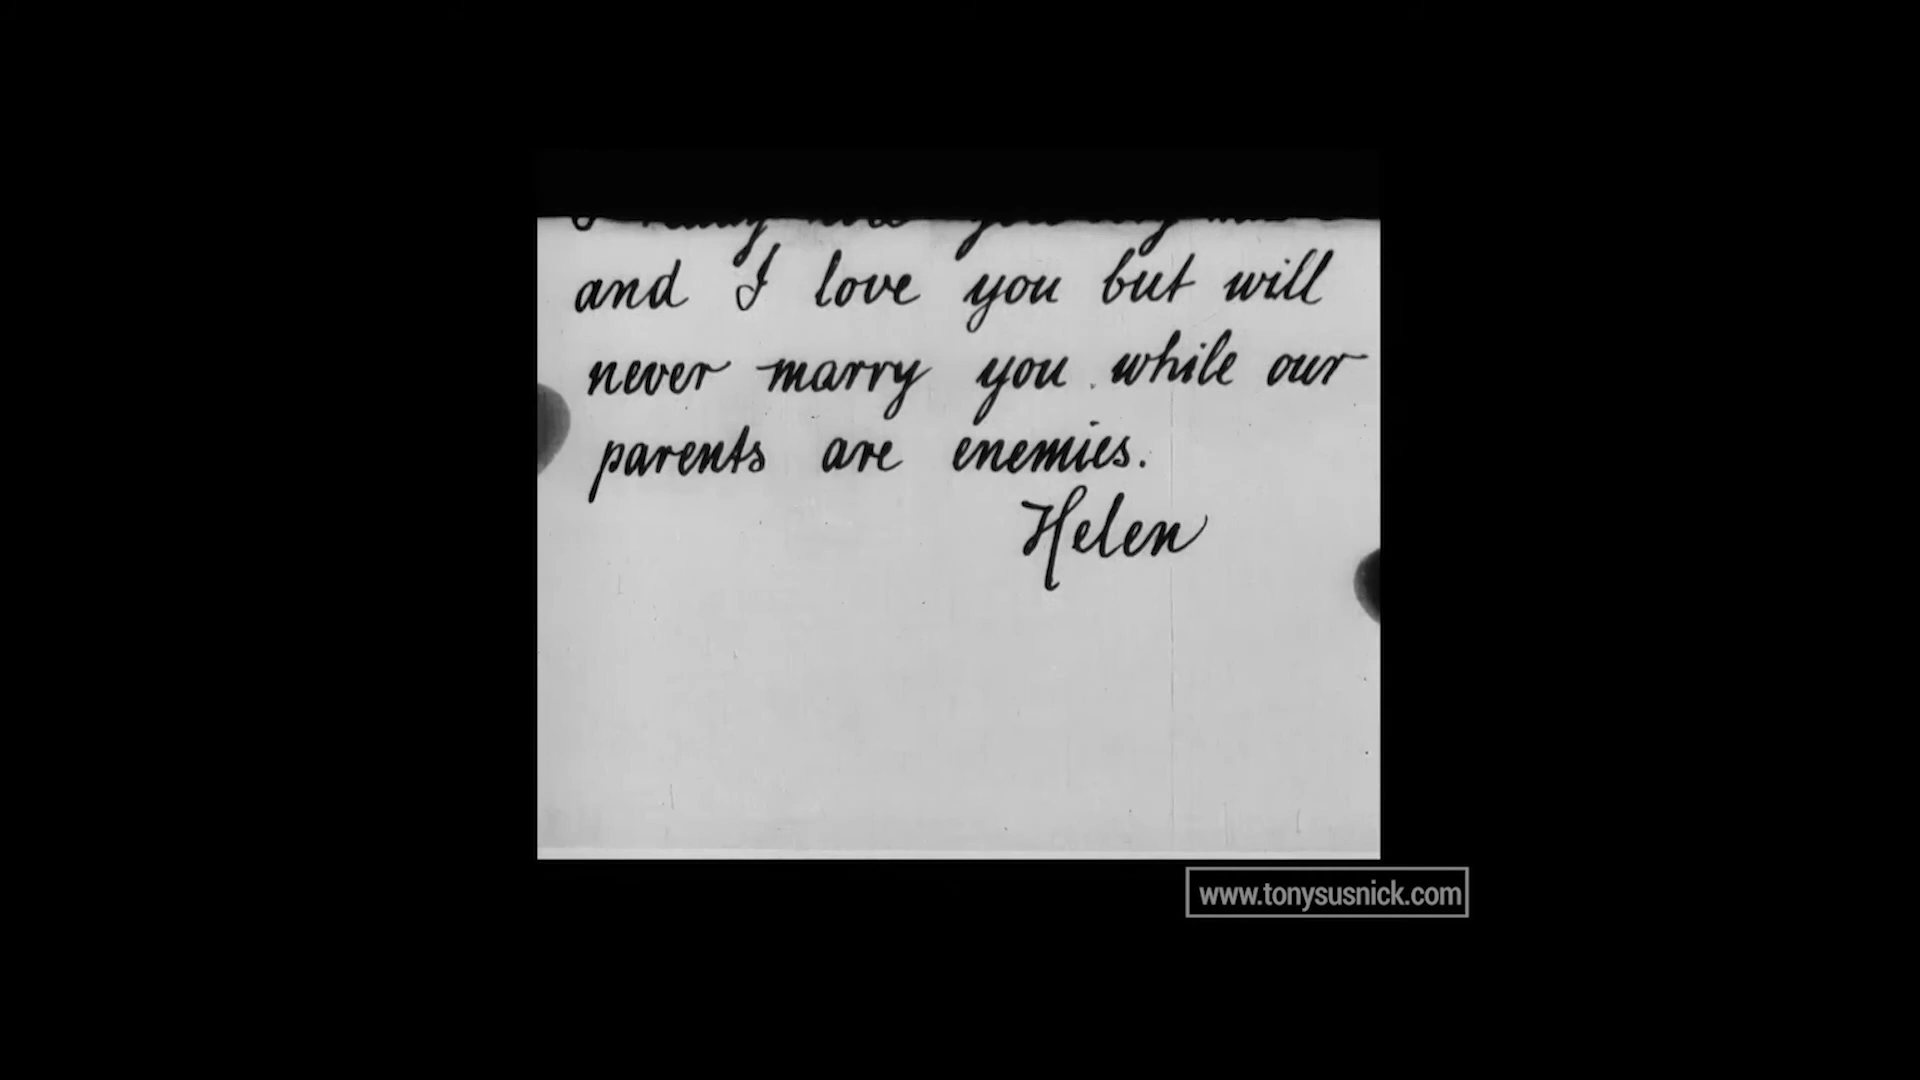 and I love you but will
never marry you while our
parents are enemies.
Helen
www.tonysusnick.com